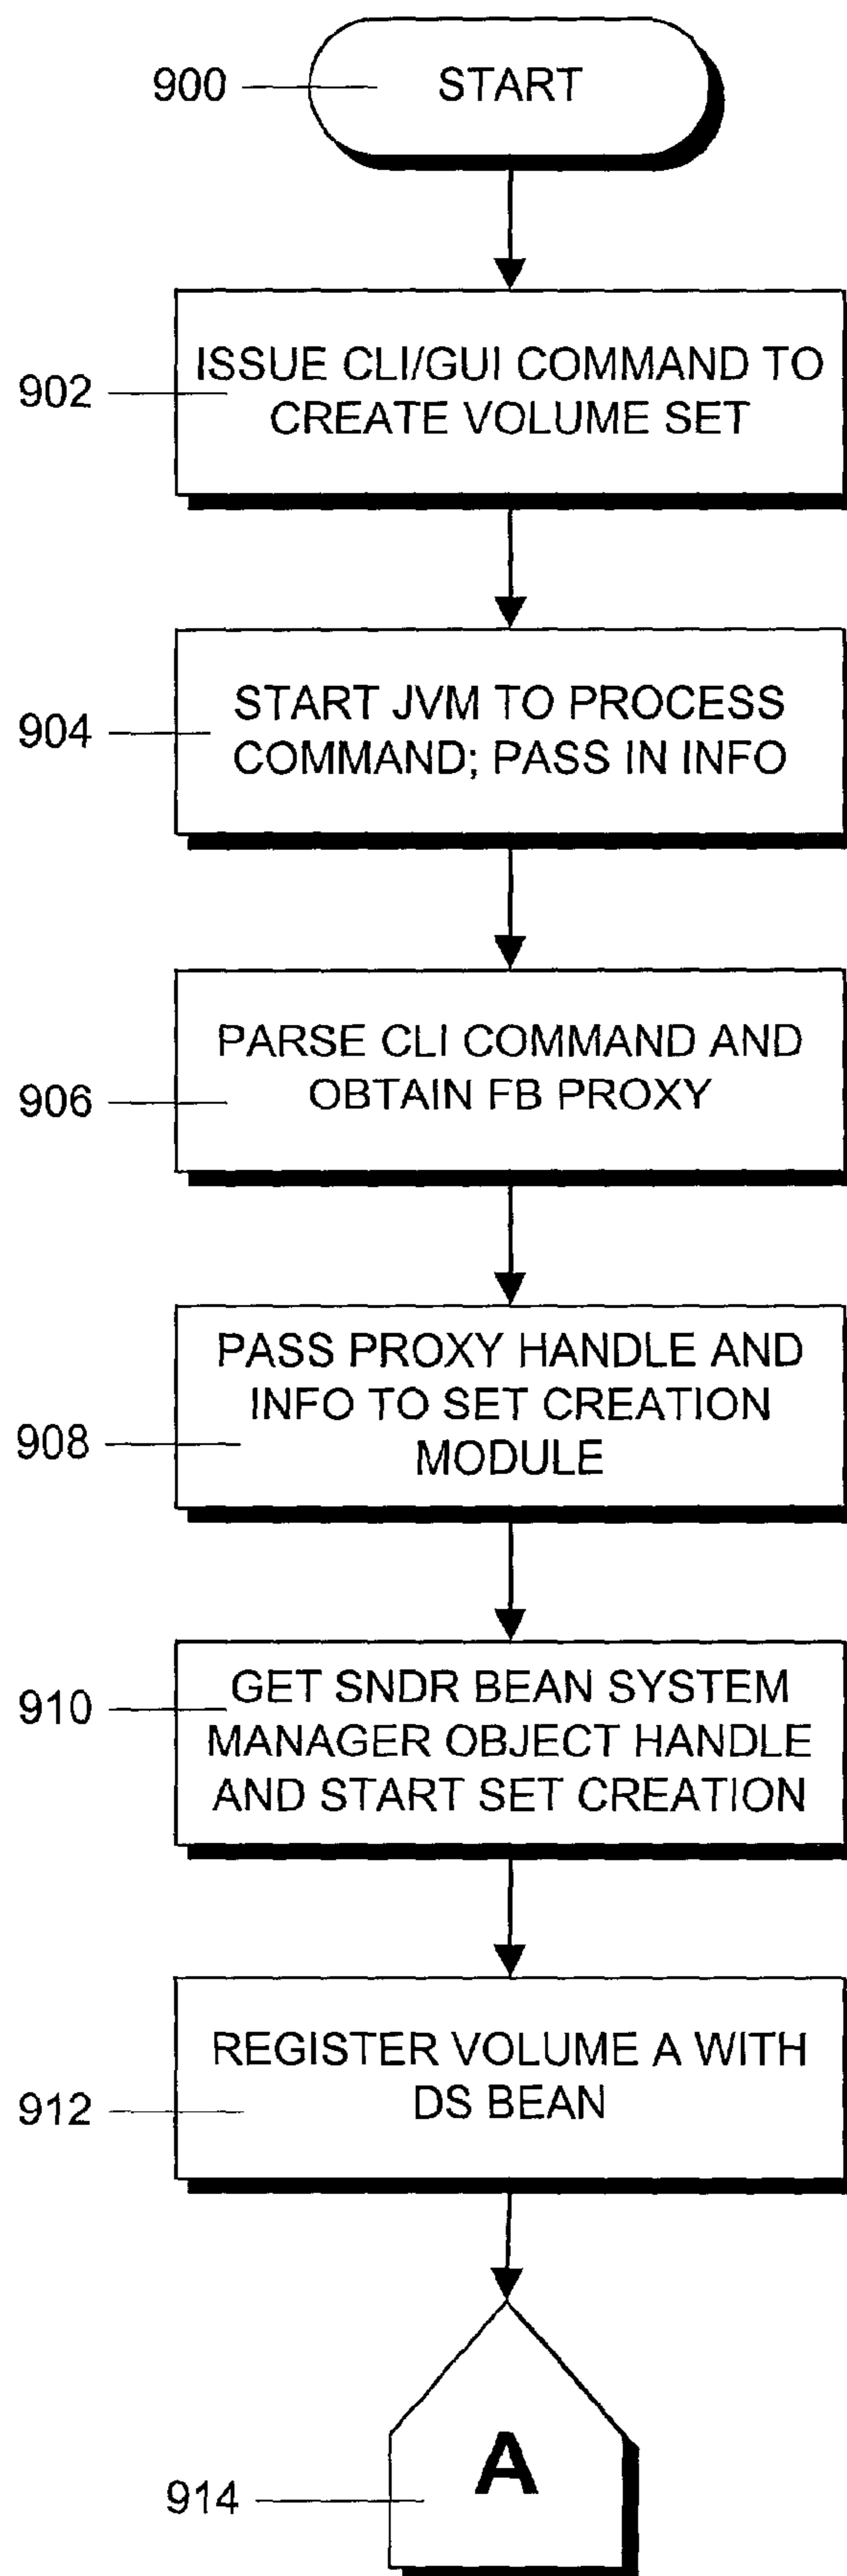 900
START
902
ISSUE CLI/GUI COMMAND TO
CREATE VOLUME SET
904
START JVM TO PROCESS
COMMAND; PASS IN INFO
906
PARSE CLI COMMAND AND
OBTAIN FB PROXY
908
PASS PROXY HANDLE AND
INFO TO SET CREATION
MODULE
910
GET SNDR BEAN SYSTEM
MANAGER OBJECT HANDLE
AND START SET CREATION
912
REGISTER VOLUME A WITH
DS BEAN
914
A